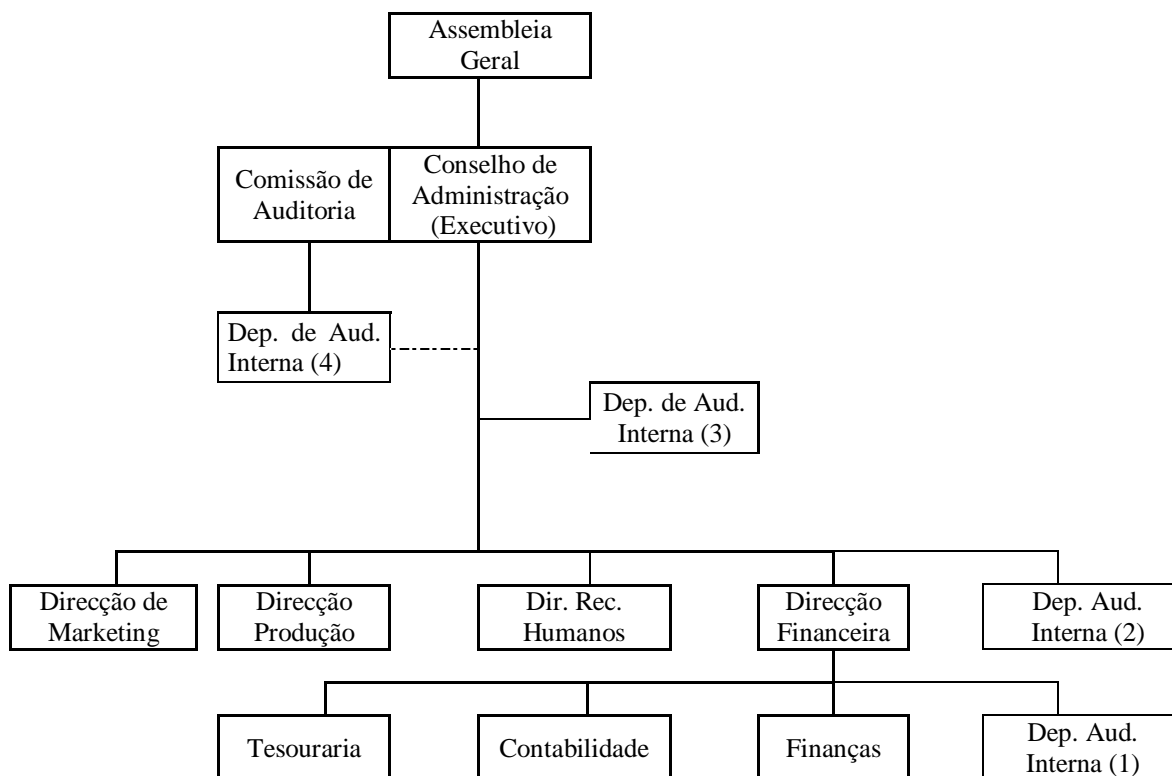 Assembleia
Geral
Comissão de
Auditoria
Conselho de
Administração
(Executivo)
Dep. de Aud.
Interna (4)
Dep. de Aud.
Interna (3)
Direcção de
Marketing
Direcção
Produção
Dir. Rec.
Humanos
Direcção
Financeira
Dep. Aud.
Interna (2)
Tesouraria
Contabilidade
Finanças
Dep. Aud.
Interna (1)